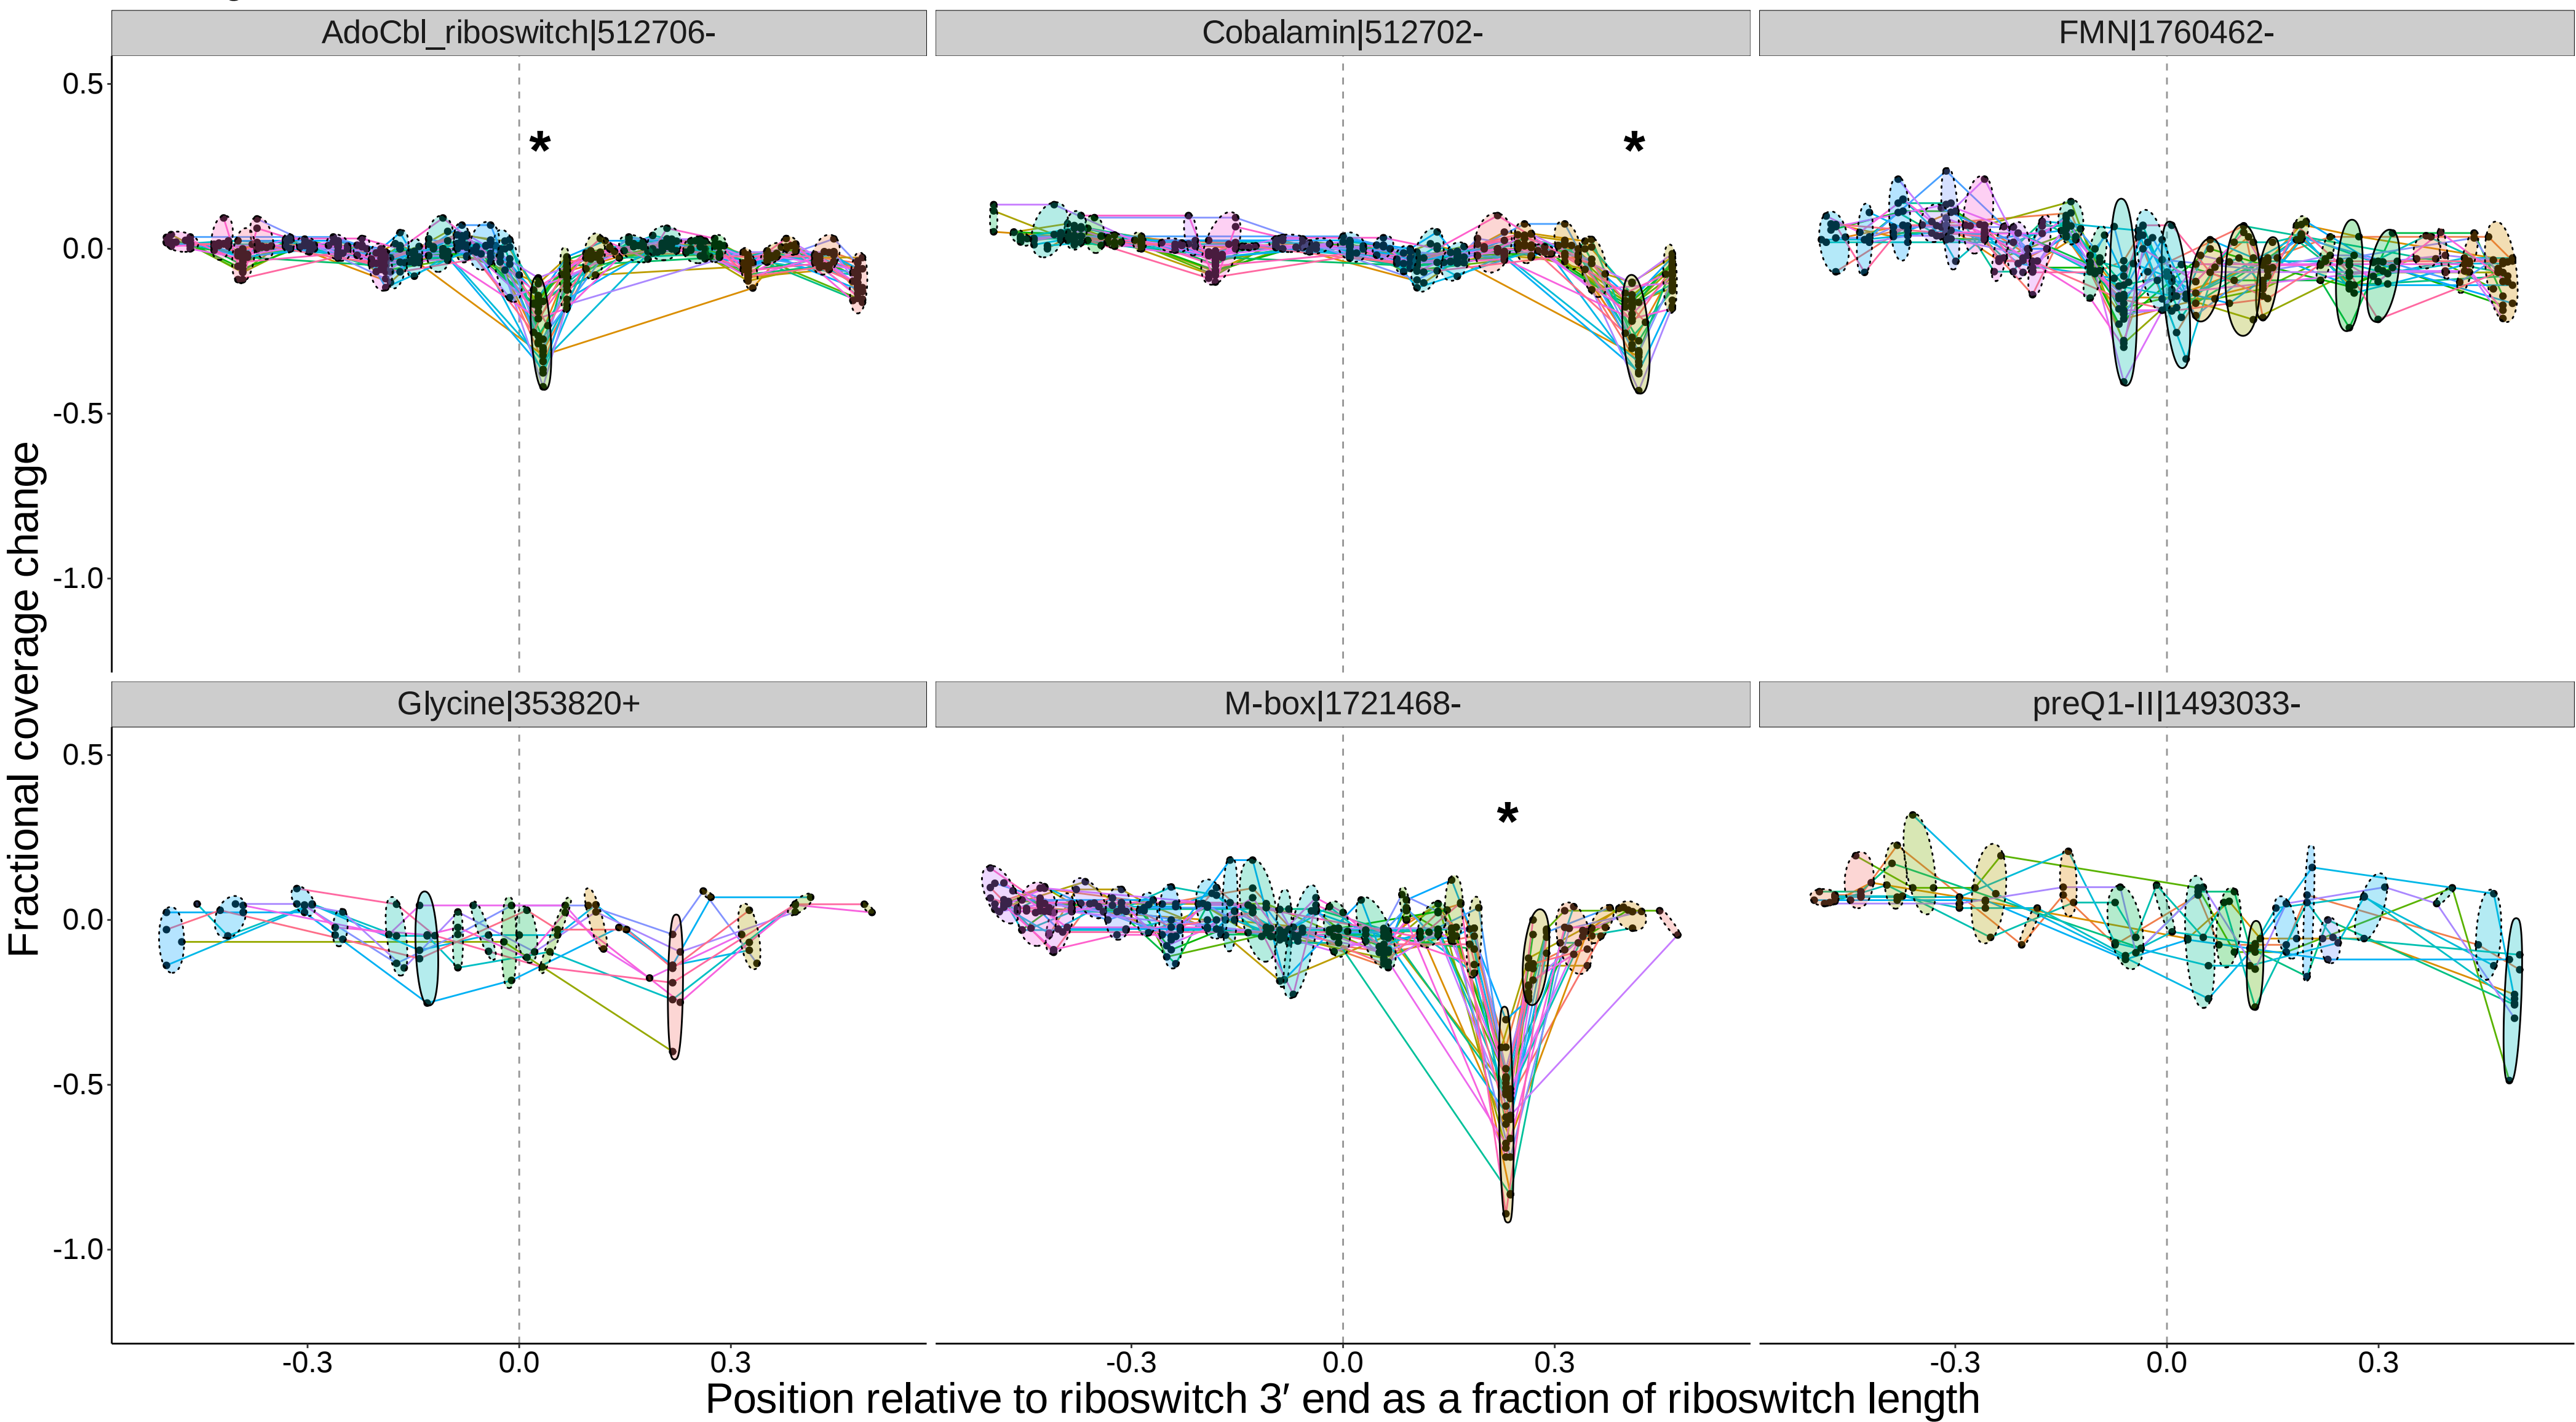 AdoCbl_riboswitch|512706-
Cobalamin|512702-
FMN|1760462-
0.5
0.0
-0.5
-1.0
*
*
Fractional coverage change
Glycine|353820+
M-box|1721468-
preQ1-II|1493033-
0.5
0.0
-0.5
-1.0
*
-0.3 0.0 0.3
-0.3 0.0 0.3
-0.3 0.0 0.3
Position relative to riboswitch 3′ end as a fraction of riboswitch length